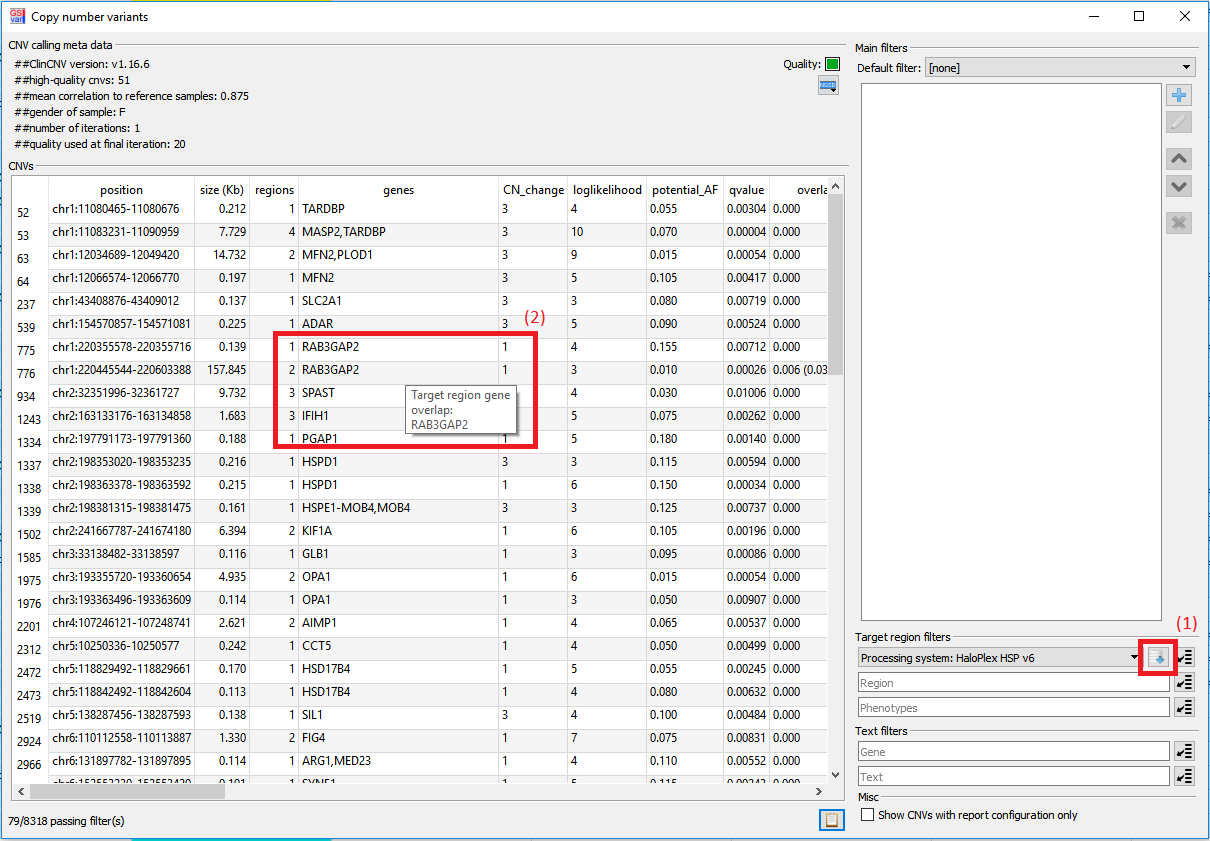 GSvar
Copy number variants
CNV calling meta data
##ClinCNV version: v1.16.6
##high-quality cnvs: 51
##mean correlation to reference samples: 0.875
##gender of sample: F
##number of iterations: 1
##quality used at final iteration: 20
Quality:
NGSD
CNVs
position size (Kb) regions genes CN_change loglikelihood potential_AF qvalue overla
52 chr1:11080465-11080676 0.212 1 TARDBP 3 4 0.055 0.00304 0.000
53 chr1:11083231-11090959 7.729 4 MASP2,TARDBP 3 10 0.070 0.00004 0.000
63 chr1:12034689-12049420 14.732 2 MFN2,PLOD1 3 9 0.015 0.00054 0.000
64 chr1:12066574-12066770 0.197 1 MFN2 3 5 0.105 0.00417 0.000
237 chr1:43408876-43409012 0.137 1 SLC2A1 3 3 0.080 0.00719 0.000
539 chr1:154570857-154571081 0.225 1 ADAR 3 5 0.090 0.00524 0.000
(2)
775 chr1:220355578-220355716 0.139 1 RAB3GAP2 1 4 0.155 0.00712 0.000
776 chr1:220445544-220603388 157.845 2 RAB3GAP2 1 3 0.010 0.00026 0.006 (0.03
934 chr2:32351996-32361727 9.732 3 SPAST 4 0.030 0.01006 0.000
1243 chr2:163133176-163134858 1.683 3 IFIH1 5 0.075 0.00262 0.000
1334 chr2:197791173-197791360 0.188 1 PGAP1 1 5 0.180 0.00140 0.000
Target region gene
overlap:
RAB3GAP2
1337 chr2:198353020-198353235 0.216 1 HSPD1 3 3 0.115 0.00594 0.000
1338 chr2:198363378-198363592 0.215 1 HSPD1 1 6 0.150 0.00034 0.000
1339 chr2:198381315-198381475 0.161 1 HSPE1-MOB4,MOB4 3 3 0.125 0.00737 0.000
1502 chr2:241667787-241674180 6.394 2 KIF1A 1 6 0.105 0.00196 0.000
1585 chr3:33138482-33138597 0.116 1 GLB1 1 3 0.095 0.00086 0.000
1975 chr3:193355720-193360654 4.935 2 OPA1 1 6 0.015 0.00054 0.000
1976 chr3:193363496-193363609 0.114 1 OPA1 1 3 0.050 0.00907 0.000
2201 chr4:107246121-107248741 2.621 2 AIMP1 1 4 0.065 0.00537 0.000
2312 chr5:10250336-10250577 0.242 1 CCT5 1 4 0.050 0.00499 0.000
2472 chr5:118829492-118829661 0.170 1 HSD17B4 1 5 0.055 0.00245 0.000
2473 chr5:118842492-118842604 0.113 1 HSD17B4 1 4 0.080 0.00632 0.000
2519 chr5:138287456-138287593 0.138 1 SIL1 3 4 0.100 0.00484 0.000
2924 chr6:110112558-110113887 1.330 2 FIG4 1 7 0.075 0.00831 0.000
2966 chr6:131897782-131897895 0.114 1 ARG1,MED23 1 4 0.110 0.00552 0.000
79/8318 passing filter(s)
Main filters
Default filter: [none]
(1)
Target region filters
Processing system: HaloPlex HSP v6
Region
Phenotypes
Text filters
Gene
Text
Misc
Show CNVs with report configuration only